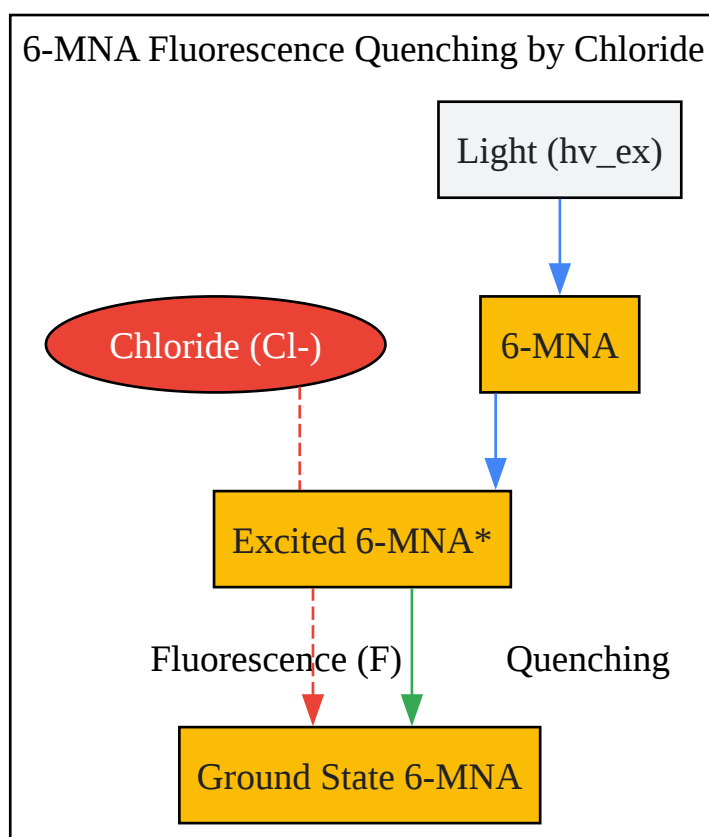 6-MNA Fluorescence Quenching by Chloride
Light (hv_ex)
Chloride (Cl-)
6-MNA
Excited 6-MNA*
Fluorescence (F)
Quenching
Ground State 6-MNA